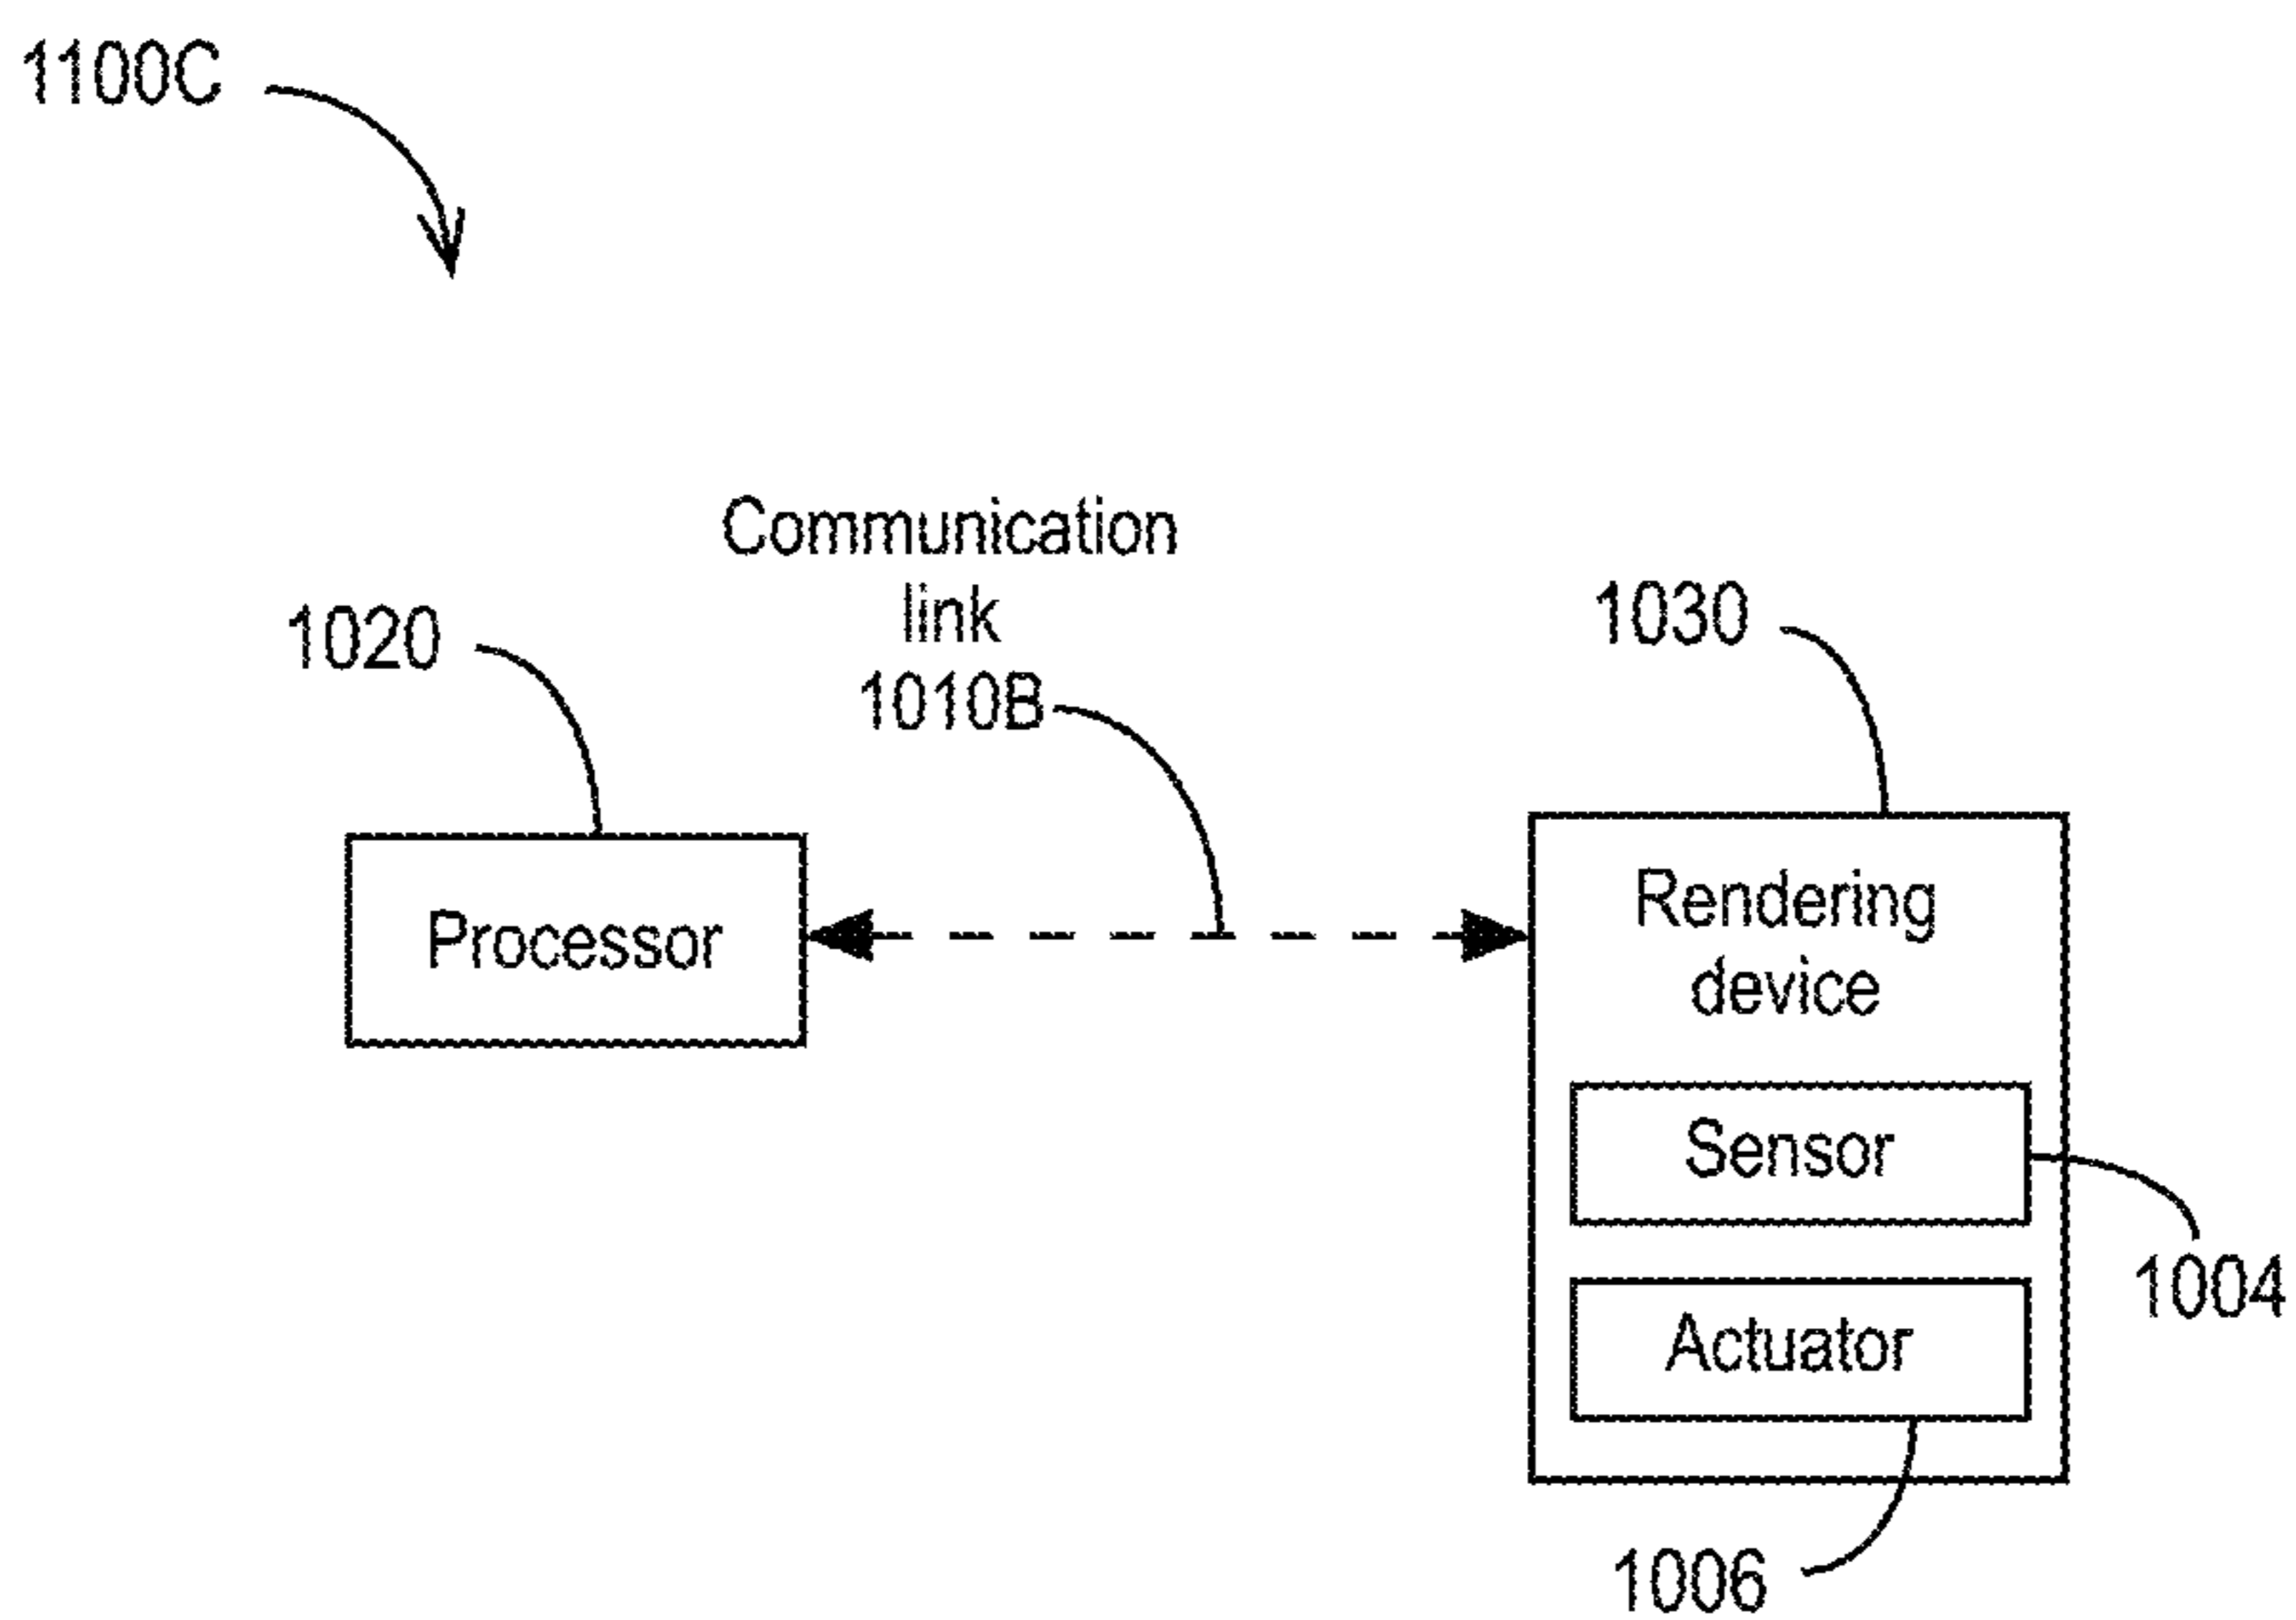 1100C
Communication
link
1010B
1020
1030
Processor
Rendering
device
Sensor
1004
Actuator
1006